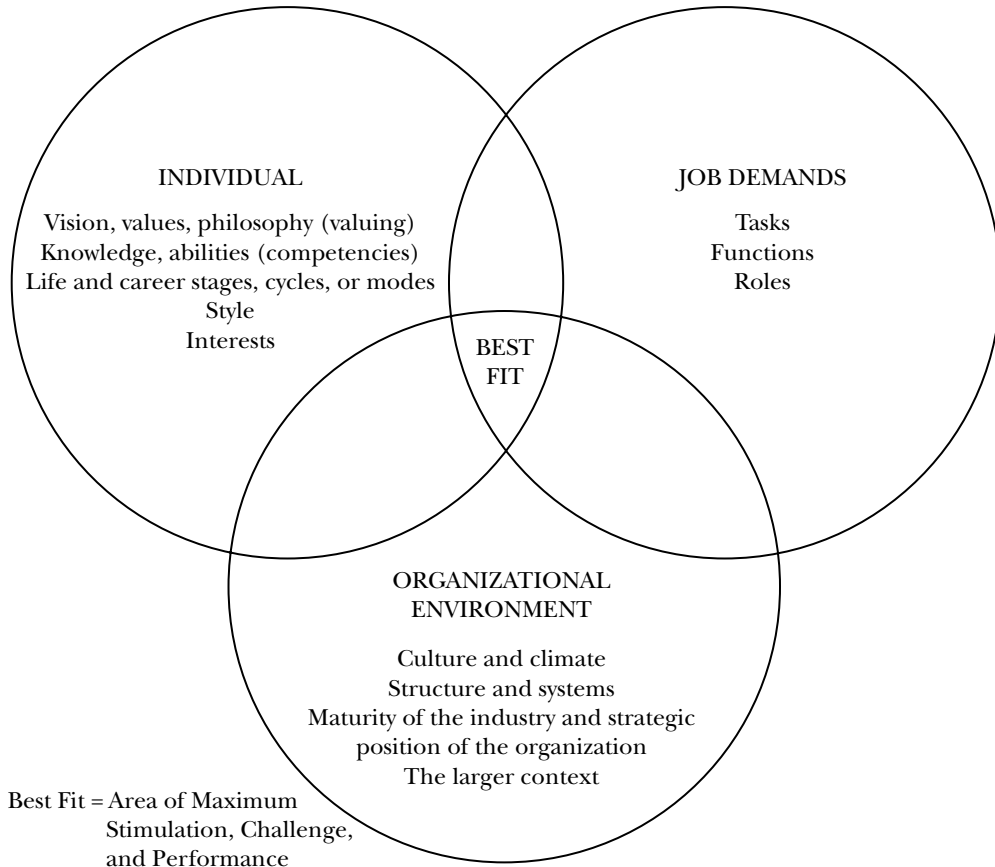 INDIVIDUAL
Vision, values, philosophy (valuing)
Knowledge, abilities (competencies)
Life and career stages, cycles, or modes
Style
Interests
JOB DEMANDS
Tasks
Functions
Roles
BEST
FIT
ORGANIZATIONAL
ENVIRONMENT
Culture and climate
Structure and systems
Maturity of the industry and strategic
position of the organization
The larger context
Best Fit = Area of Maximum
Stimulation, Challenge,
and Performance